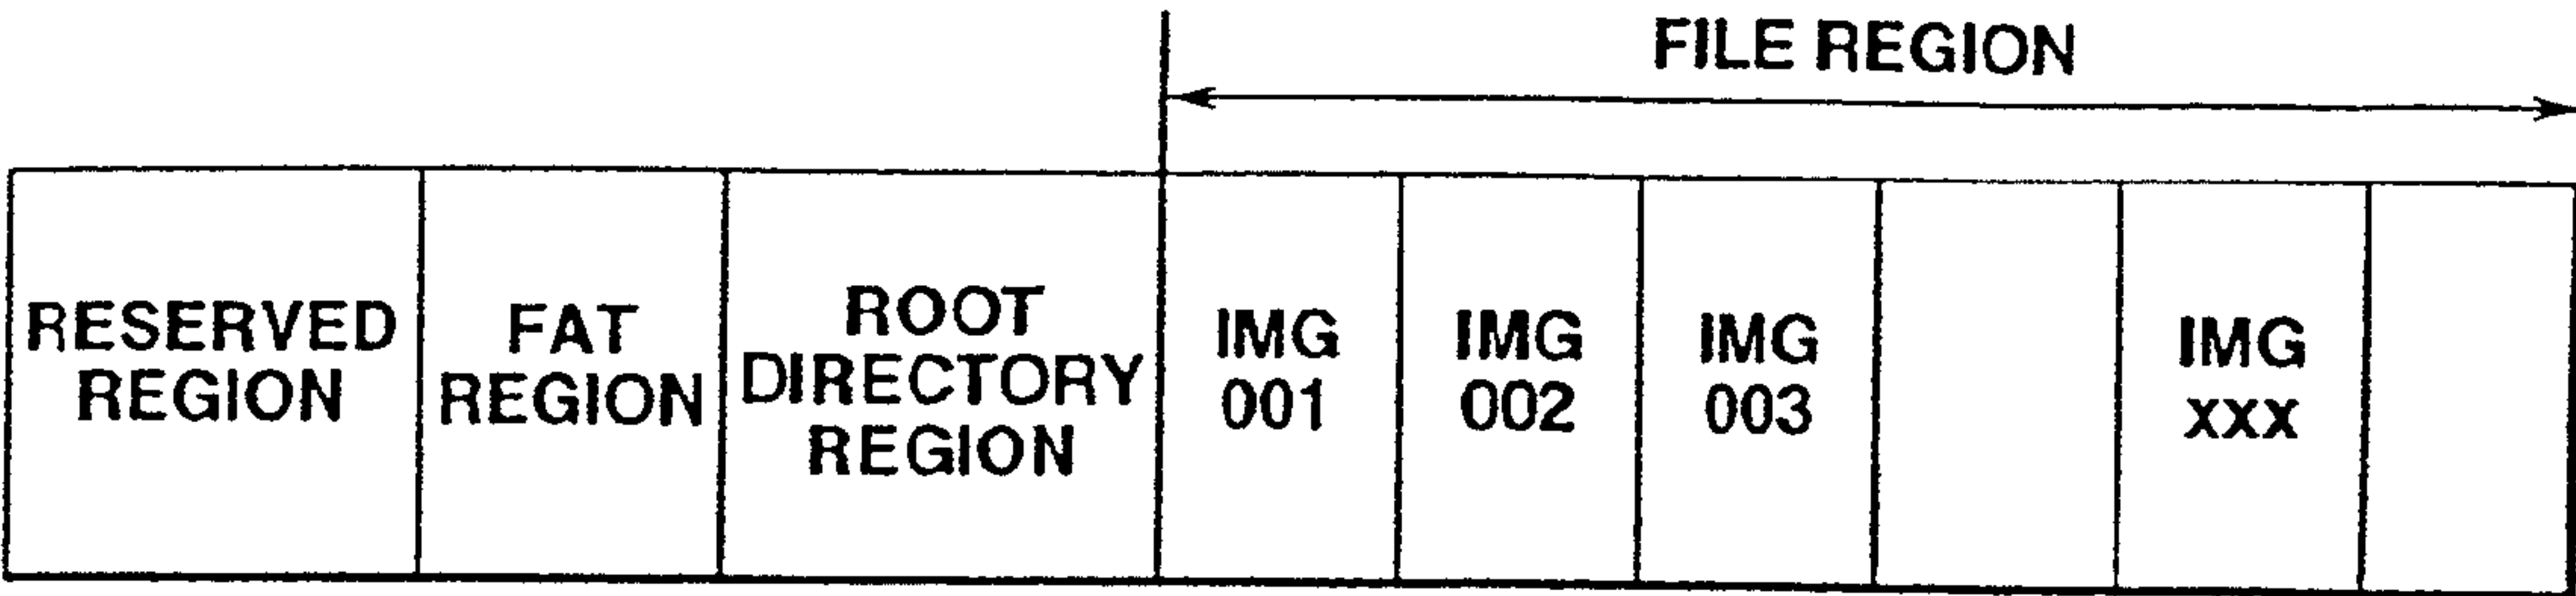 FILE REGION
RESERVED
REGION
FAT
REGION
ROOT
DIRECTORY
REGION
IMG
001
IMG
002
IMG
003
IMG
xxx